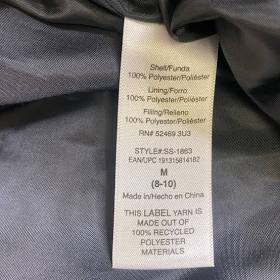 Shell/Funda
100% Polyester/Poliéster
Lining/Forro
100% Polyester/Poliéster
Filling/Relleno
100% Polyester/Poliéster
RN# 52469 3U3
STYLE#:SS-1863
EAN/UPC 191315814182
M
(8-10)
Made in/Hecho en China
THIS LABEL YARN IS
MADE OUT OF
100% RECYCLED
POLYESTER
MATERIALS